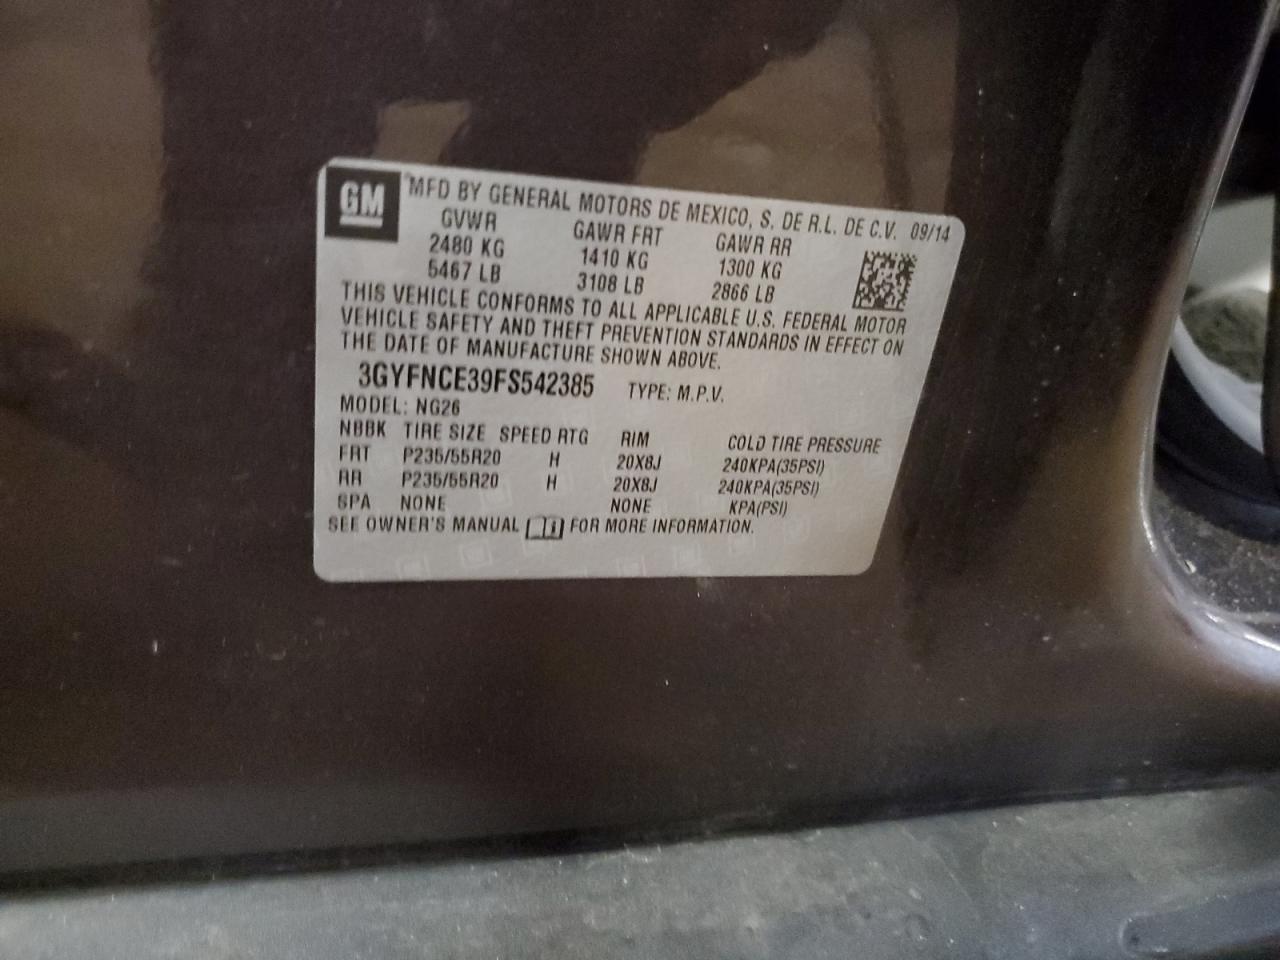 GM
MFD BY GENERAL MOTORS DE MEXICO, S. DE R.L. DE C.V. 09/14
GVWR GAWR FRT GAWR RR
2480 KG 1410 KG 1300 KG
5467 LB 3108 LB 2866 LB
THIS VEHICLE CONFORMS TO ALL APPLICABLE U.S. FEDERAL MOTOR
VEHICLE SAFETY AND THEFT PREVENTION STANDARDS IN EFFECT ON
THE DATE OF MANUFACTURE SHOWN ABOVE.
3GYFNCE39FS542385 TYPE: M.P.V.
MODEL: NG26
NBBK TIRE SIZE SPEED RTG RIM COLD TIRE PRESSURE
FRT P235/55R20 H 20X8J 240KPA(35PSI)
RR P235/55R20 H 20X8J 240KPA(35PSI)
SPA NONE NONE KPA(PSI)
SEE OWNER'S MANUAL FOR MORE INFORMATION.